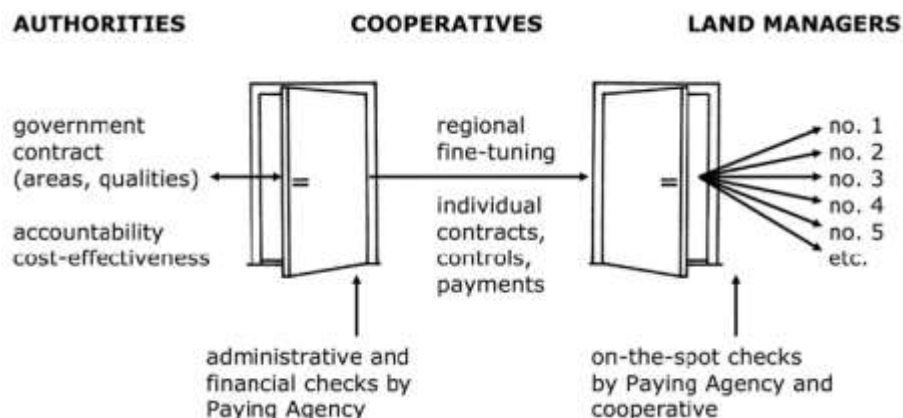 AUTHORITIES
COOPERATIVES
LAND MANAGERS
government
contract
(areas, qualities)
accountability
cost-effectiveness
regional
fine-tuning
individual
contracts,
controls,
payments
no. 1
no. 2
no. 3
no. 4
no. 5
etc.
administrative and
financial checks by
Paying Agency
on-the-spot checks
by Paying Agency and
cooperative